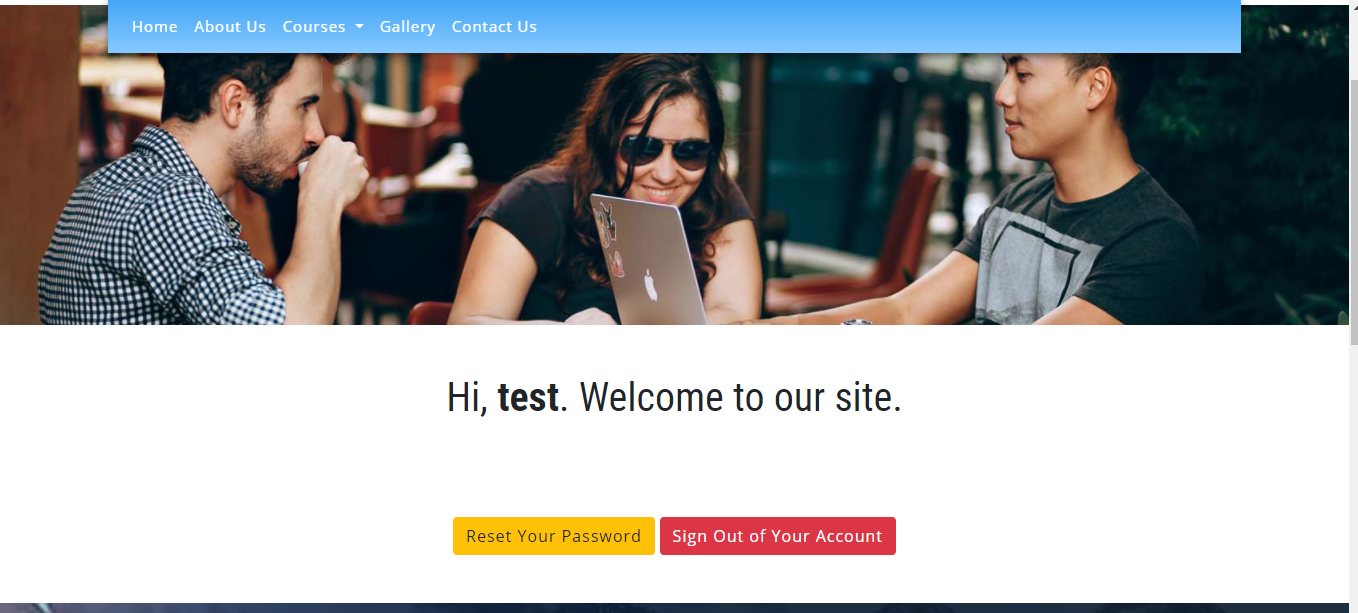 Home About Us Courses Gallery Contact Us
Hi, test. Welcome to our site.
Reset Your Password Sign Out of Your Account